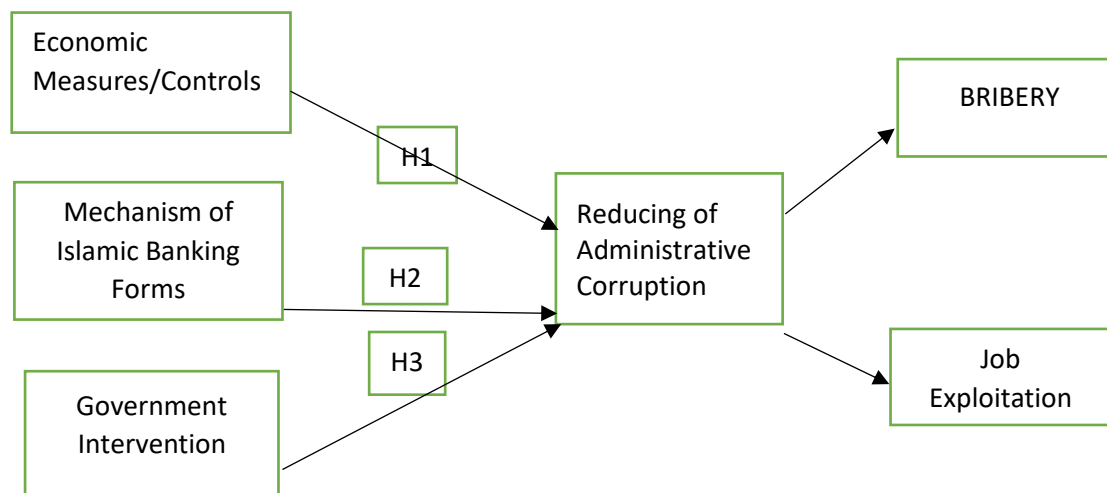 Economic
Measures/Controls
H1
Mechanism of
Islamic Banking
Forms
H2
H3
Government
Intervention
Reducing of
Administrative
Corruption
BRIBERY
Job
Exploitation